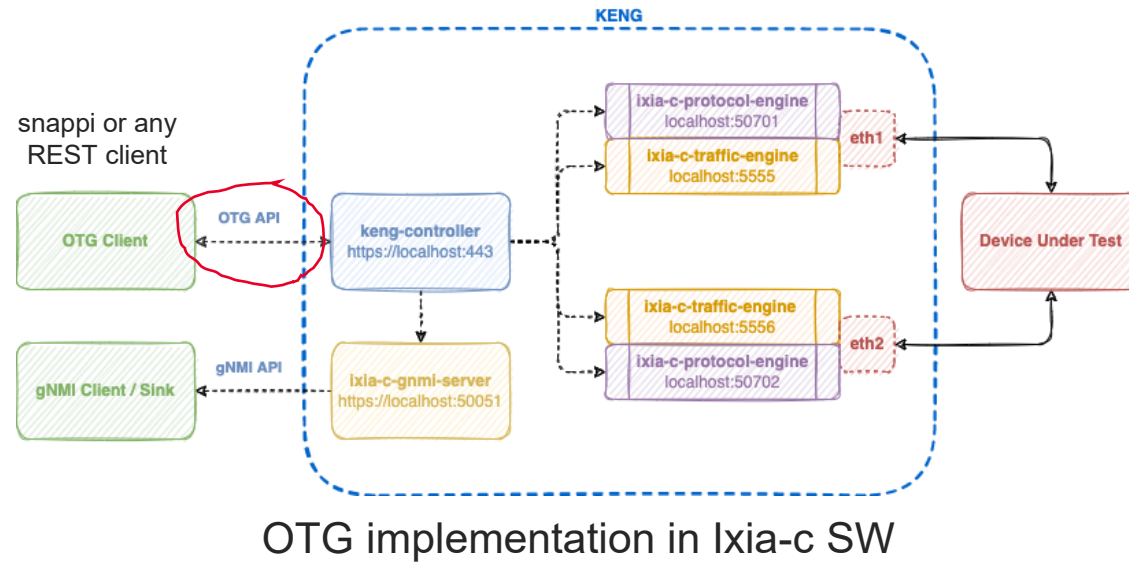 KENG
snappi or any
REST client
OTG Client
OTG API
keng-controller
https://localhost:443
ixia-c-protocol-engine
localhost:50701
ixia-c-traffic-engine
localhost:5555
eth1
Device Under Test
ixia-c-traffic-engine
localhost:5556
ixia-c-protocol-engine
localhost:50702
eth2
gNMI Client / Sink
gNMI API
ixia-c-gnmi-server
https://localhost:50051
OTG implementation in Ixia-c SW